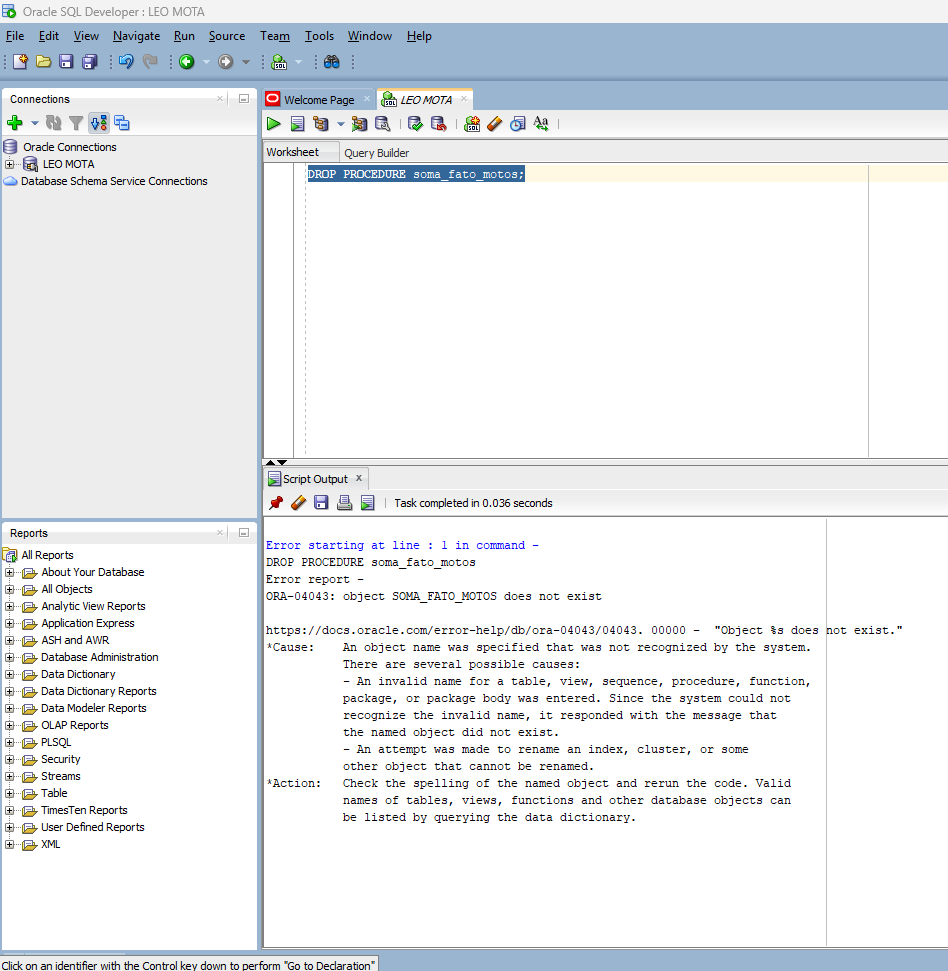 Oracle SQL Developer : LEO MOTA
File Edit View Navigate Run Source Team Tools Window Help
Connections
Oracle Connections
LEO MOTA
Database Schema Service Connections
Welcome Page
LEO MOTA
Worksheet Query Builder
DROP PROCEDURE soma_fato_motos;
Script Output
Task completed in 0.036 seconds
Error starting at line : 1 in command -
DROP PROCEDURE soma_fato_motos
Error report -
ORA-04043: object SOMA_FATO_MOTOS does not exist
https://docs.oracle.com/error-help/db/ora-04043/04043. 00000 -  "Object %s does not exist."
*Cause:    An object name was specified that was not recognized by the system.
There are several possible causes:
- An invalid name for a table, view, sequence, procedure, function,
package, or package body was entered. Since the system could not
recognize the invalid name, it responded with the message that
the named object did not exist.
- An attempt was made to rename an index, cluster, or some
other object that cannot be renamed.
*Action:   Check the spelling of the named object and rerun the code. Valid
names of tables, views, functions and other database objects can
be listed by querying the data dictionary.
Reports
All Reports
About Your Database
All Objects
Analytic View Reports
Application Express
ASH and AWR
Database Administration
Data Dictionary
Data Dictionary Reports
Data Modeler Reports
OLAP Reports
PLSQL
Security
Streams
Table
TimesTen Reports
User Defined Reports
XML
Click on an identifier with the Control key down to perform "Go to Declaration"